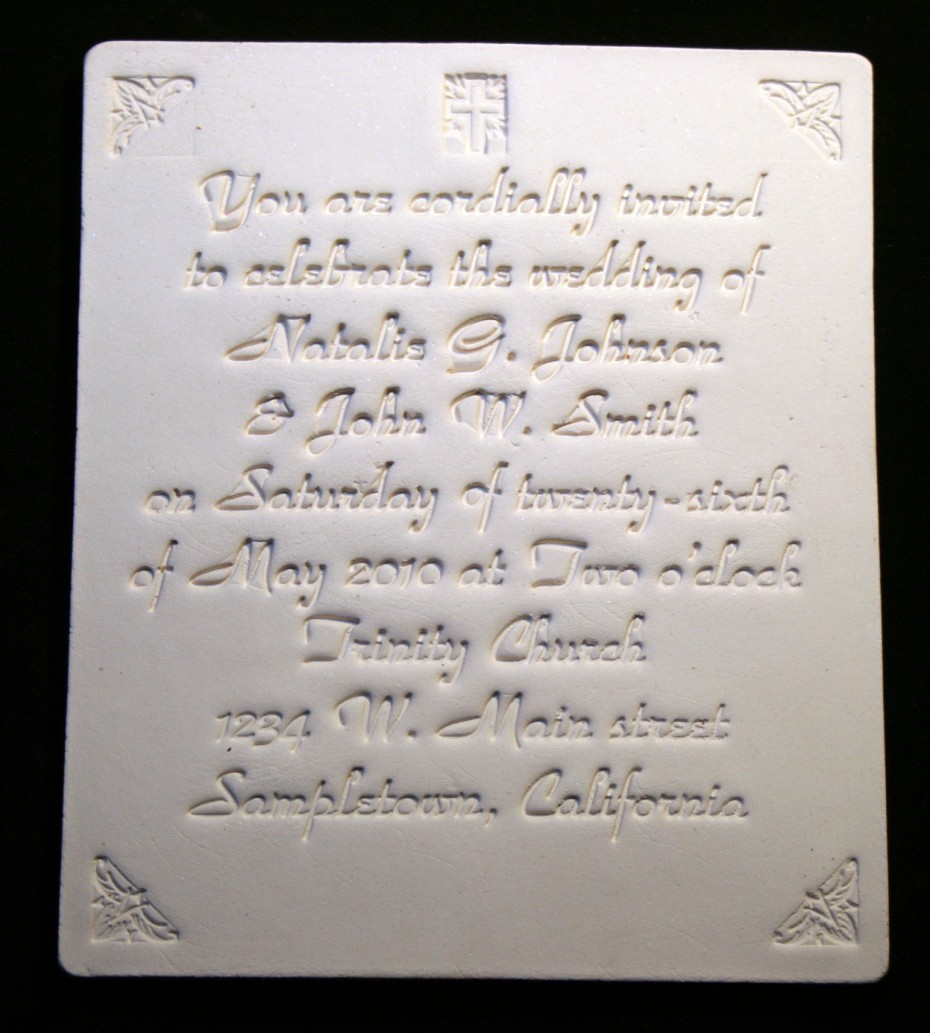 You are cordially invited
to celebrate the wedding of
Natalie G. Johnson
& John W. Smith
on Saturday of twenty-sixth
of May 2010 at Two o'clock
Trinity Church
1234 W. Main street
Sampletown, California